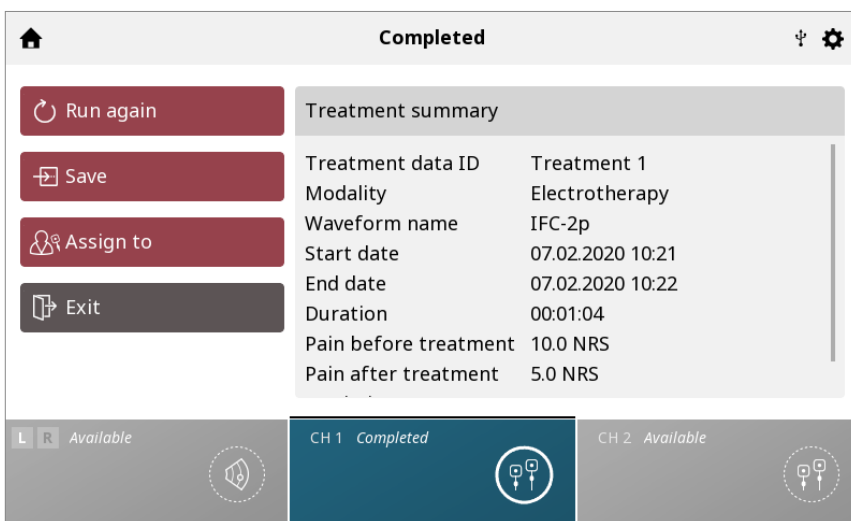 Completed
Run again
Save
Assign to
Exit
Treatment summary
Treatment data ID Treatment 1
Modality Electrotherapy
Waveform name IFC-2p
Start date 07.02.2020 10:21
End date 07.02.2020 10:22
Duration 00:01:04
Pain before treatment 10.0 NRS
Pain after treatment 5.0 NRS
L R Available
CH 1 Completed
CH 2 Available